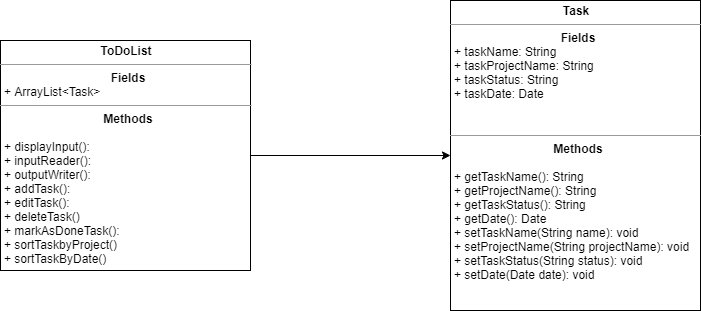 ToDoList
Fields
+ ArrayList<Task>
Methods
+ displayInput():
+ inputReader():
+ outputWriter():
+ addTask():
+ editTask():
+ deleteTask()
+ markAsDoneTask():
+ sortTaskbyProject()
+ sortTaskByDate()
Task
Fields
+ taskName: String
+ taskProjectName: String
+ taskStatus: String
+ taskDate: Date
Methods
+ getTaskName(): String
+ getProjectName(): String
+ getTaskStatus(): String
+ getDate(): Date
+ setTaskName(String name): void
+ setProjectName(String projectName): void
+ setTaskStatus(String status): void
+ setDate(Date date): void